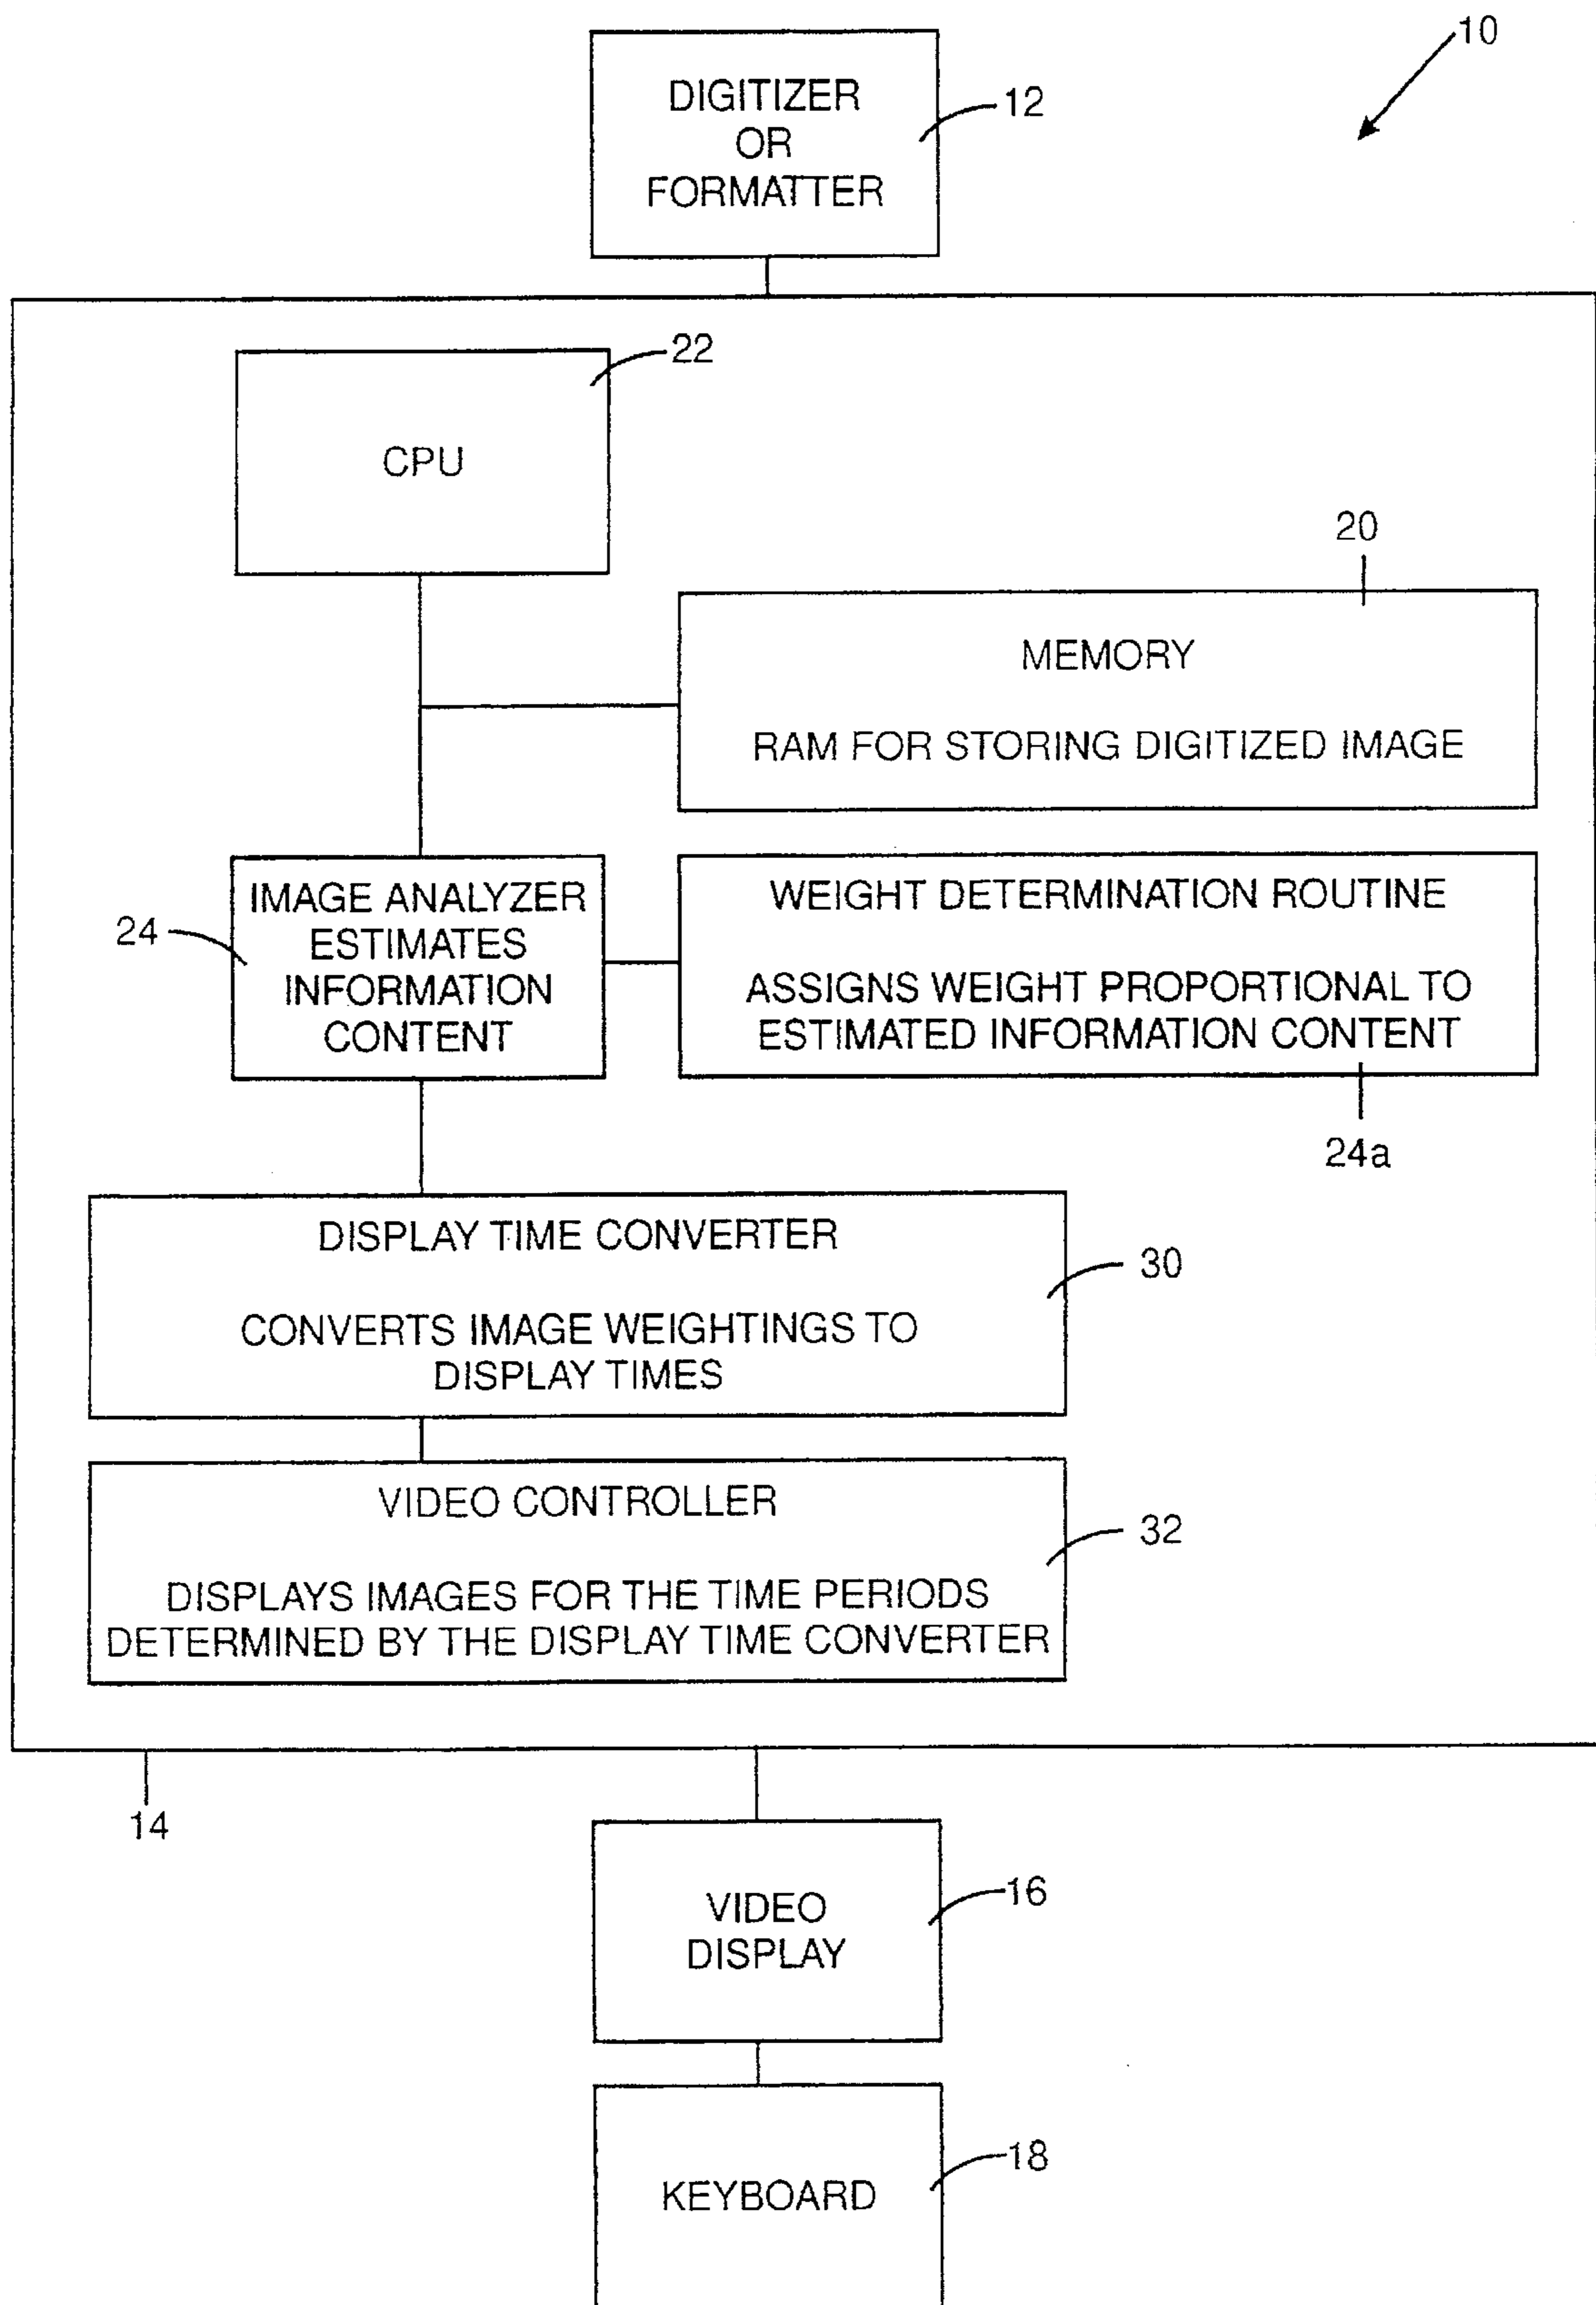 10
DIGITIZER
OR
FORMATTER
12
22
CPU
20
MEMORY
RAM FOR STORING DIGITIZED IMAGE
24
IMAGE ANALYZER
ESTIMATES
INFORMATION
CONTENT
WEIGHT DETERMINATION ROUTINE
ASSIGNS WEIGHT PROPORTIONAL TO
ESTIMATED INFORMATION CONTENT
24a
DISPLAY TIME CONVERTER
CONVERTS IMAGE WEIGHTINGS TO
DISPLAY TIMES
30
VIDEO CONTROLLER
DISPLAYS IMAGES FOR THE TIME PERIODS
DETERMINED BY THE DISPLAY TIME CONVERTER
32
14
VIDEO
DISPLAY
16
KEYBOARD
18